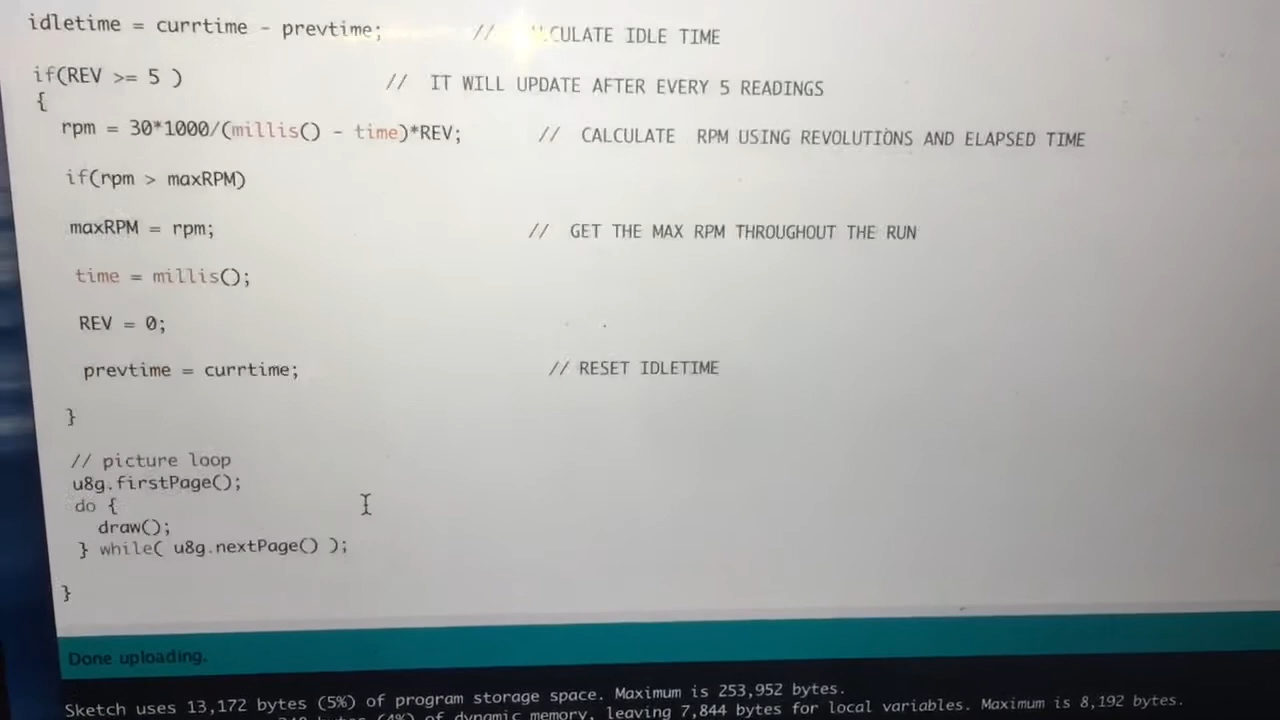 idletime = currtime - prevtime; // CULATE IDLE TIME
if(REV >= 5 ) // IT WILL UPDATE AFTER EVERY 5 READINGS
{
rpm = 30*1000/(millis() - time)*REV; // CALCULATE RPM USING REVOLUTIONS AND ELAPSED TIME
if(rpm > maxRPM)
maxRPM = rpm; // GET THE MAX RPM THROUGHOUT THE RUN
time = millis();
REV = 0;
prevtime = currtime; // RESET IDLETIME
}
// picture loop
u8g.firstPage();
do {
draw();
} while( u8g.nextPage() );
}
Done uploading.
Sketch uses 13,172 bytes (5%) of program storage space. Maximum is 253,952 bytes.
(4%) of dynamic memory, leaving 7,844 bytes for local variables. Maximum is 8,192 bytes.